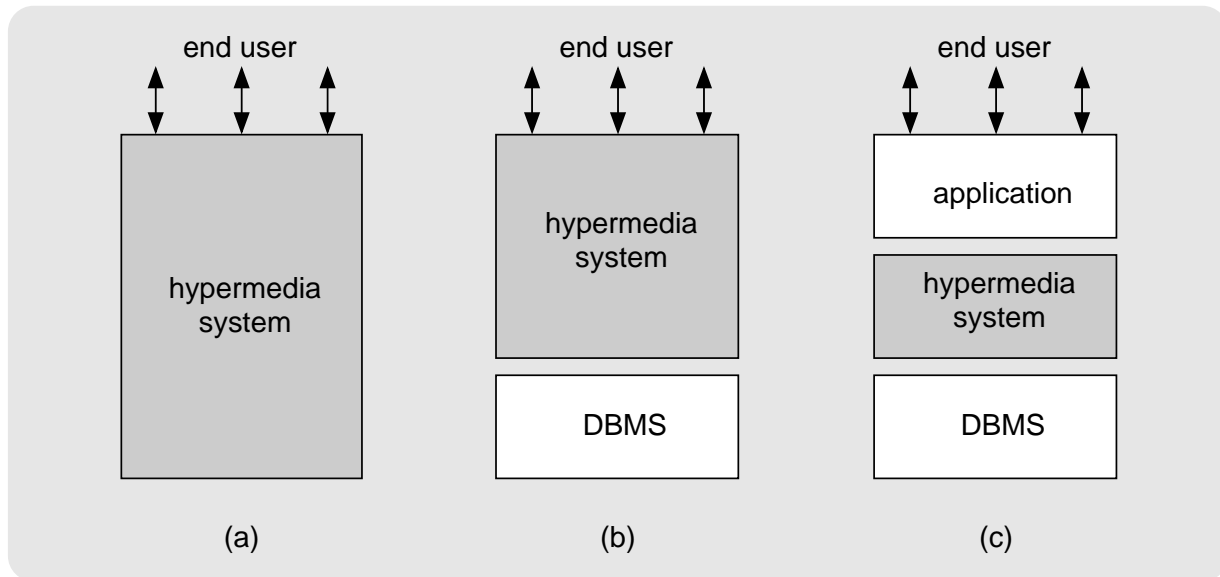 end user
end user
end user
hypermedia
system
hypermedia
system
DBMS
application
hypermedia
system
DBMS
(a)
(b)
(c)